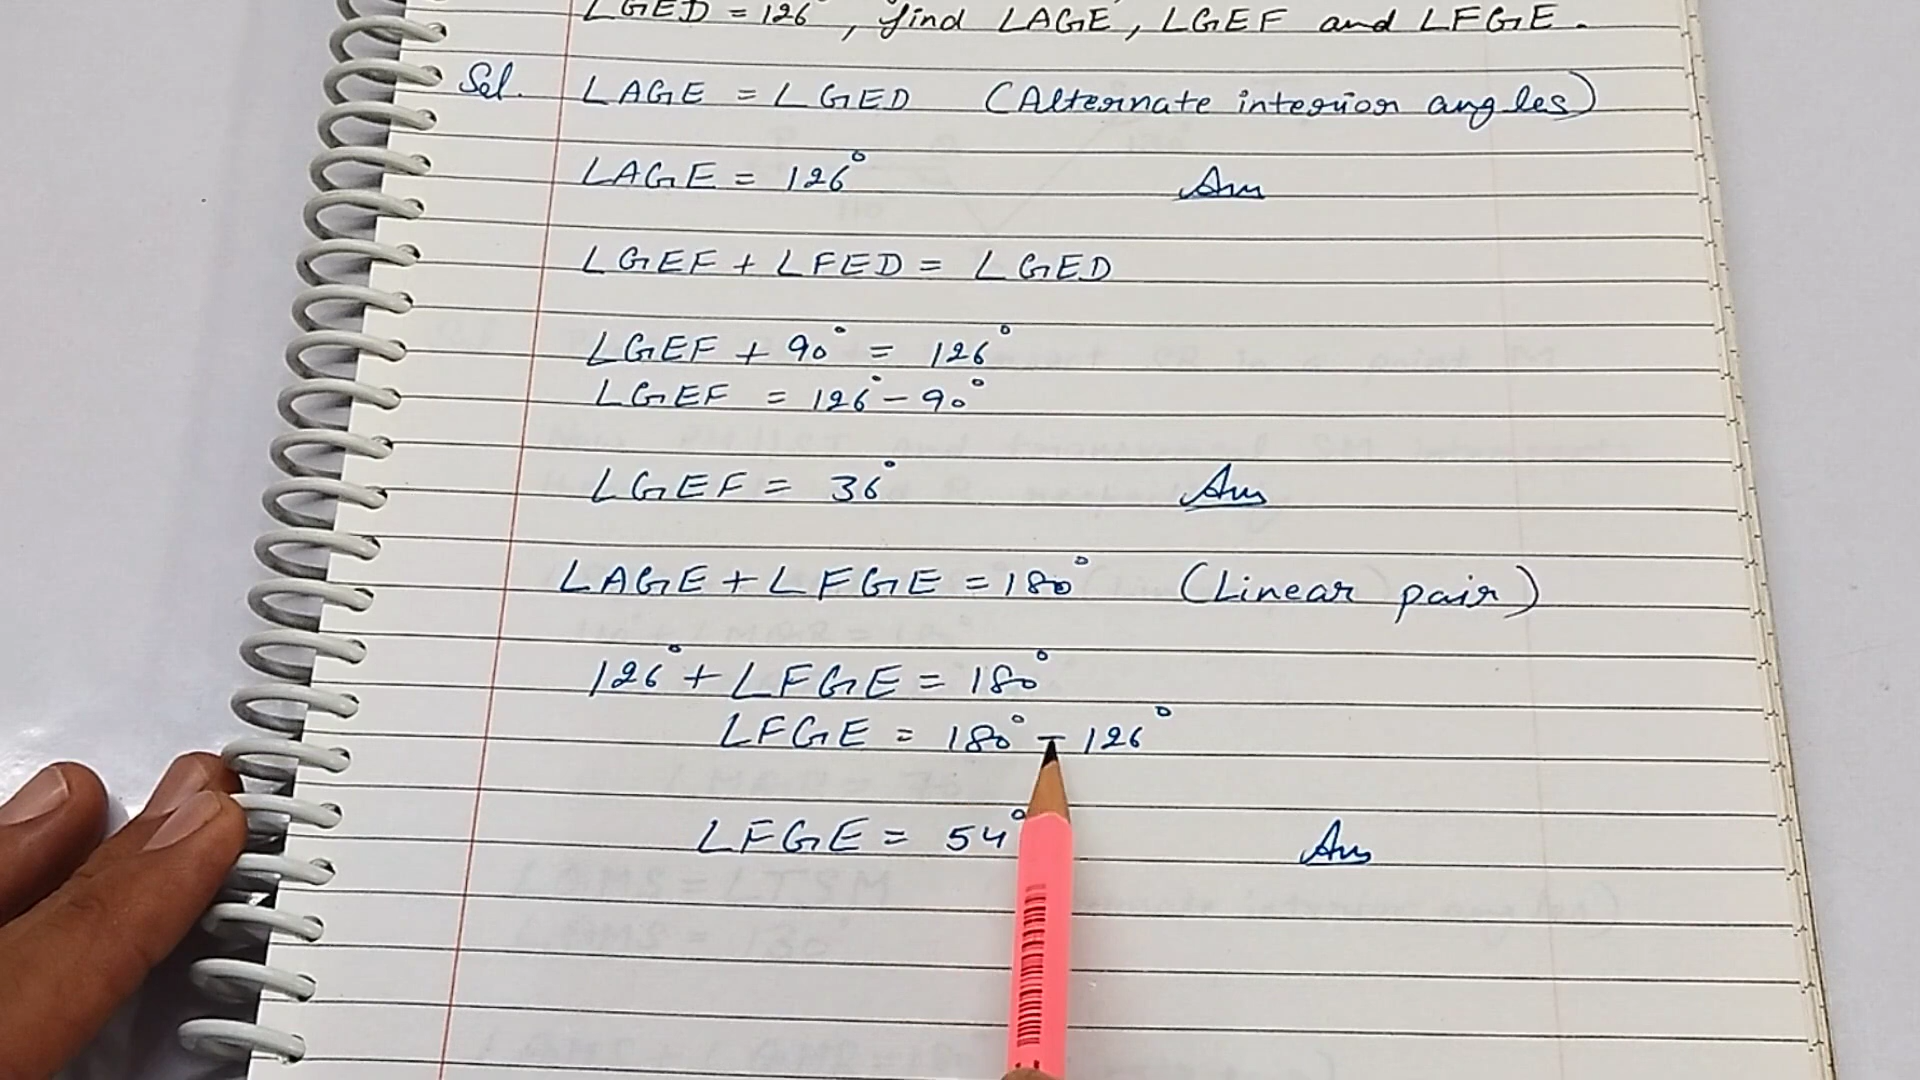 ∠GED = 126°, find ∠AGE, ∠GEF and ∠FGE.
Sol. ∠AGE = ∠GED (Alternate interior angles)
∠AGE = 126° Ans
∠GEF + ∠FED = ∠GED
∠GEF + 90° = 126°
∠GEF = 126° - 90°
∠GEF = 36° Ans
∠AGE + ∠FGE = 180° (Linear pair)
126° + ∠FGE = 180°
∠FGE = 180° - 126°
∠FGE = 54° Ans